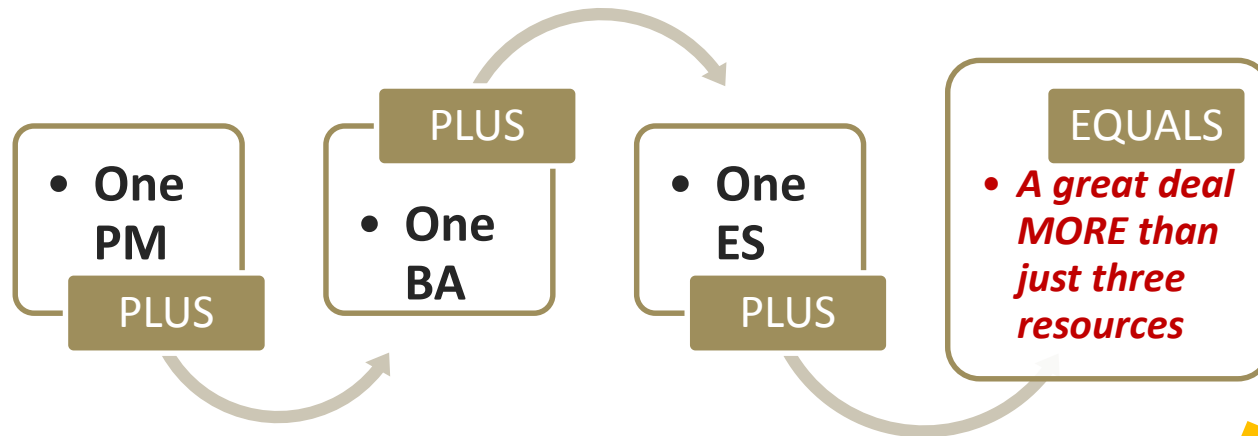 • One
PM
PLUS
PLUS
• One
BA
• One
ES
PLUS
EQUALS
• A great deal
MORE than
just three
resources